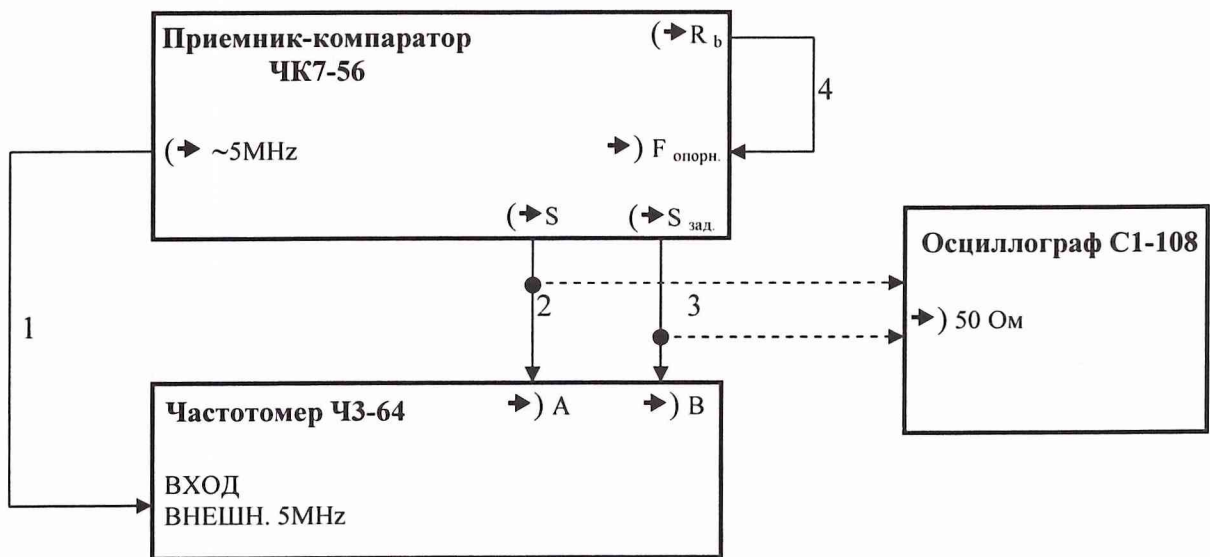 Приемник-компаратор
ЧК7-56
R b
4
~5MHz
F опорн.
S
S зад.
Осциллограф С1-108
50 Ом
1
2
3
Частотомер Ч3-64
А
В
ВХОД
ВНЕШН. 5MHz